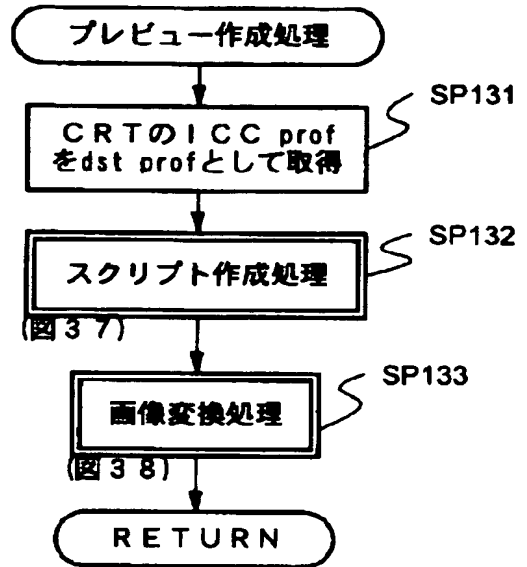 プレビュー作成処理
SP131
CRTのICC prof
をdst profとして取得
SP132
スクリプト作成処理
(図37)
SP133
画像変換処理
(図38)
RETURN